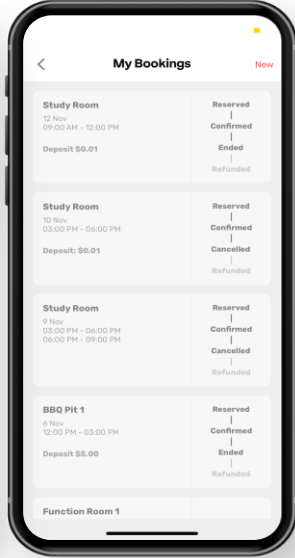 My Bookings
New
Study Room
12 Nov
09:00 AM - 12:00 PM
Deposit $0.01
Reserved
Confirmed
Ended
Refunded
Study Room
10 Nov
03:00 PM - 06:00 PM
Deposit: $0.01
Reserved
Confirmed
Cancelled
Refunded
Study Room
9 Nov
03:00 PM - 06:00 PM
06:00 PM - 09:00 PM
Reserved
Confirmed
Cancelled
Refunded
BBQ Pit 1
6 Nov
12:00 PM - 03:00 PM
Deposit $5.00
Reserved
Confirmed
Ended
Refunded
Function Room 1